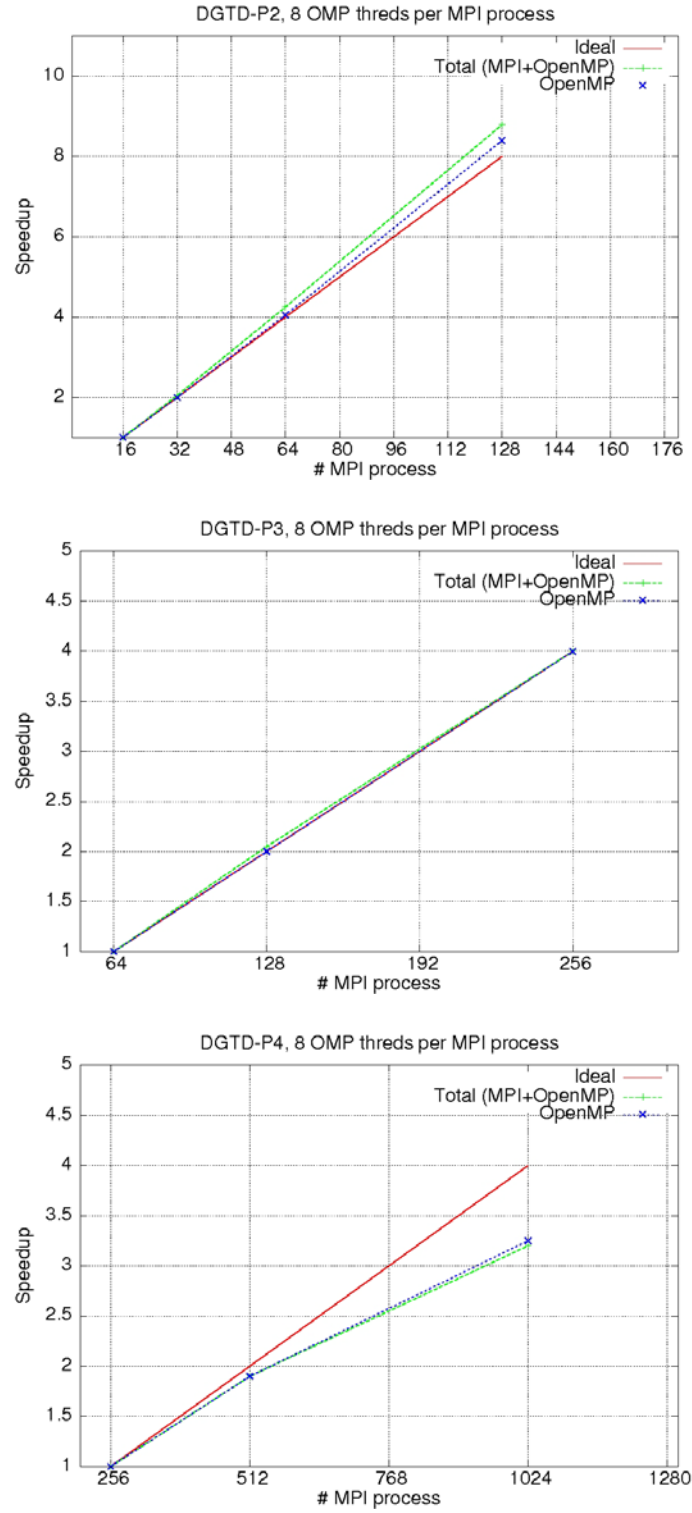 DGTD-P2, 8 OMP threds per MPI process
Ideal
Total (MPI+OpenMP)
OpenMP
10
8
6
4
2
Speedup
16 32 48 64 80 96 112 128 144 160 176
# MPI process
DGTD-P3, 8 OMP threds per MPI process
Ideal
Total (MPI+OpenMP)
OpenMP
5
4.5
4
3.5
3
2.5
2
1.5
1
Speedup
64 128 192 256
# MPI process
DGTD-P4, 8 OMP threds per MPI process
Ideal
Total (MPI+OpenMP)
OpenMP
5
4.5
4
3.5
3
2.5
2
1.5
1
Speedup
256 512 768 1024 1280
# MPI process